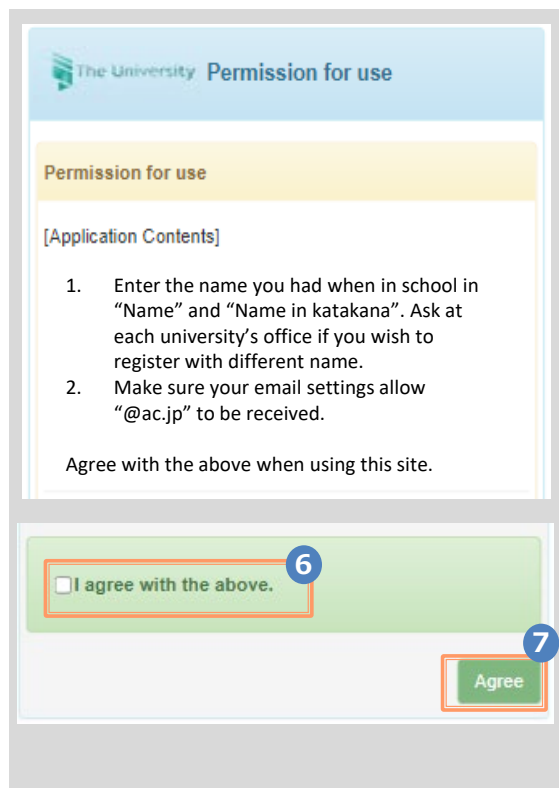 The University Permission for use
Permission for use
[Application Contents]
1. Enter the name you had when in school in
“Name” and “Name in katakana”. Ask at
each university’s office if you wish to
register with different name.
2. Make sure your email settings allow
“@ac.jp” to be received.
Agree with the above when using this site.
6
I agree with the above.
7
Agree